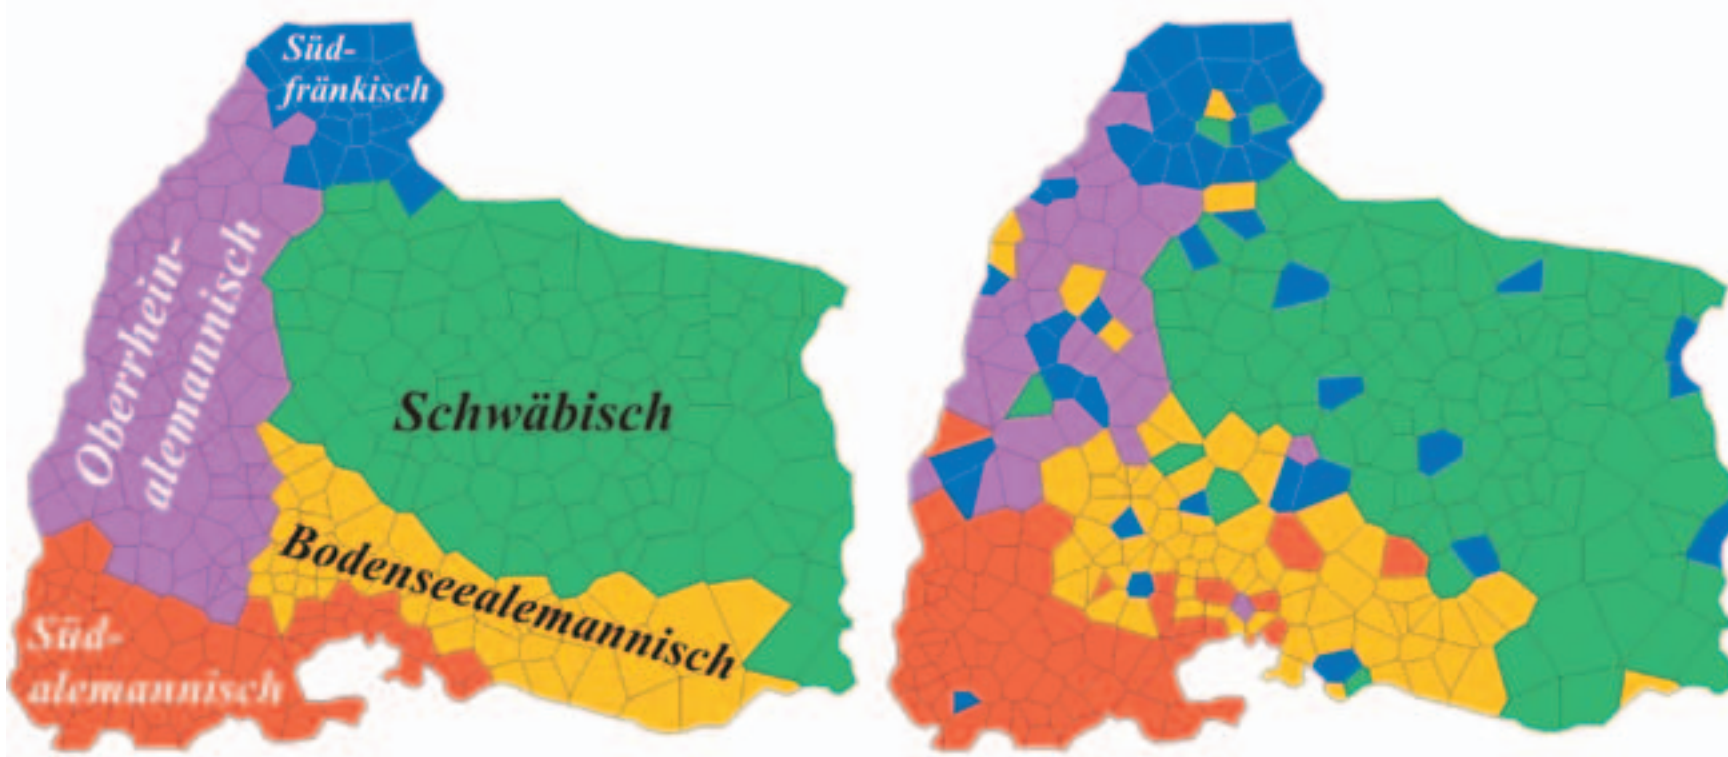 Süd-
fränkisch
Oberrhein-
alemannisch
Schwäbisch
Bodenseealemannisch
Süd-
alemannisch